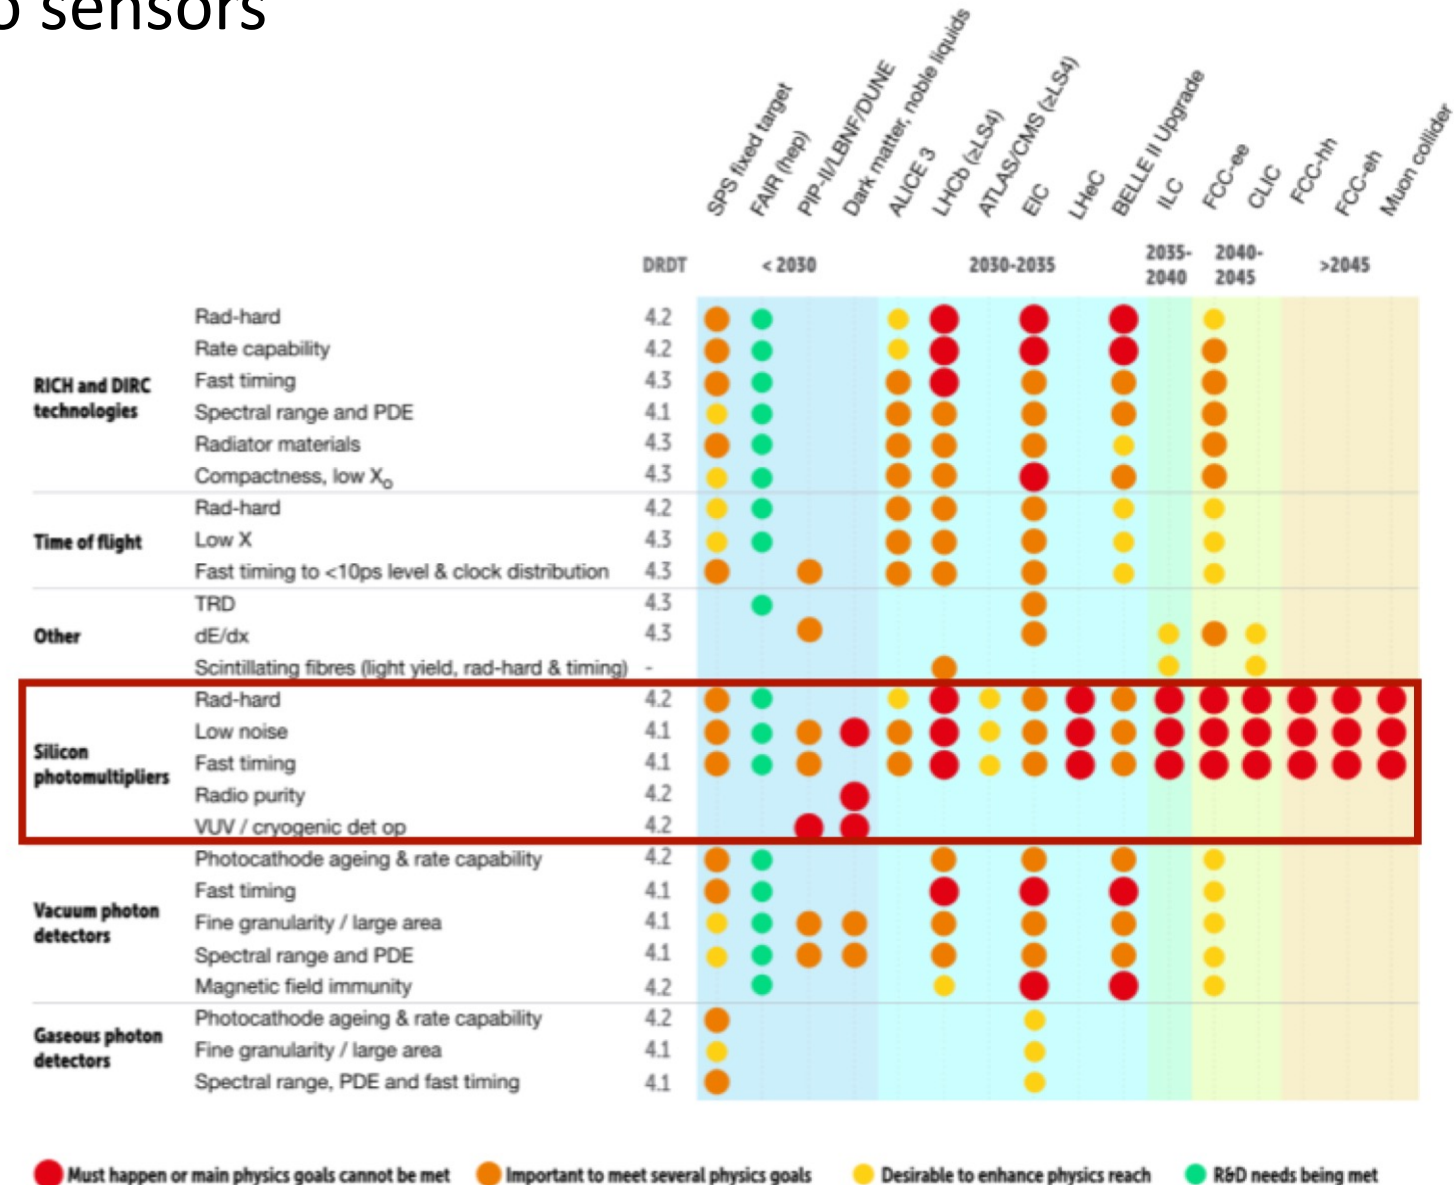 o sensors
SPS fixed target
FAIR (hep)
PIP-II/LBNF/DUNE
Dark matter, noble liquids
ALICE 3
LHCb (≥LS4)
ATLAS/CMS (≥LS4)
EIC
LHeC
BELLE II Upgrade
ILC
FCC-ee
CLIC
FCC-hh
FCC-eh
Muon collider
DRDT
< 2030
2030-2035
2035-
2040
2040-
2045
>2045
RICH and DIRC
technologies
Rad-hard 4.2
Rate capability 4.2
Fast timing 4.3
Spectral range and PDE 4.1
Radiator materials 4.3
Compactness, low X₀ 4.3
Time of flight
Rad-hard 4.2
Low X 4.3
Fast timing to <10ps level & clock distribution 4.3
Other
TRD 4.3
dE/dx 4.3
Scintillating fibres (light yield, rad-hard & timing) -
Silicon
photomultipliers
Rad-hard 4.2
Low noise 4.1
Fast timing 4.1
Radio purity 4.2
VUV / cryogenic det op 4.2
Vacuum photon
detectors
Photocathode ageing & rate capability 4.2
Fast timing 4.1
Fine granularity / large area 4.1
Spectral range and PDE 4.1
Magnetic field immunity 4.2
Gaseous photon
detectors
Photocathode ageing & rate capability 4.2
Fine granularity / large area 4.1
Spectral range, PDE and fast timing 4.1
Must happen or main physics goals cannot be met
Important to meet several physics goals
Desirable to enhance physics reach
R&D needs being met